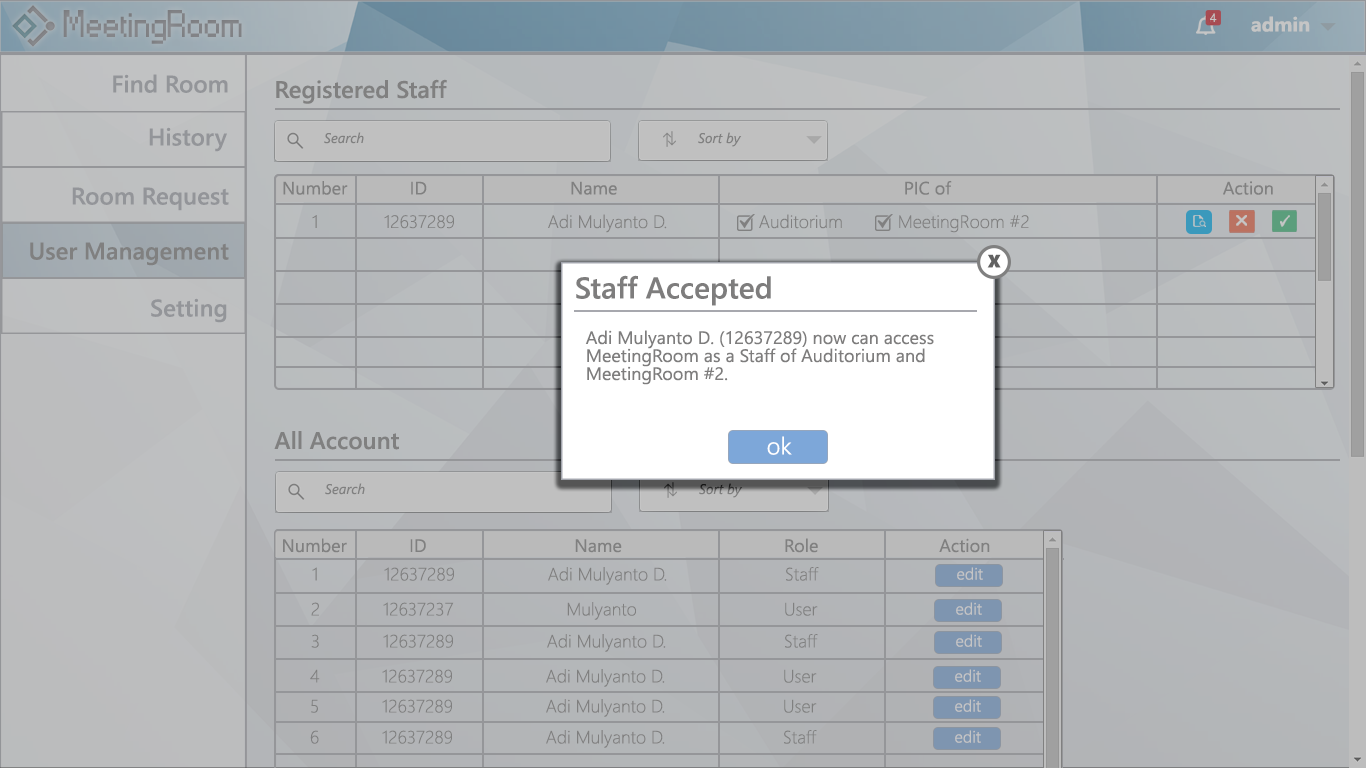 MeetingRoom
4
admin
Find Room
History
Room Request
User Management
Setting
Registered Staff
Search
Sort by
Number ID Name PIC of Action
1 12637289 Adi Mulyanto D. Auditorium MeetingRoom #2
X
Staff Accepted
Adi Mulyanto D. (12637289) now can access
MeetingRoom as a Staff of Auditorium and
MeetingRoom #2.
ok
All Account
Search
Sort by
Number ID Name Role Action
1 12637289 Adi Mulyanto D. Staff edit
2 12637237 Mulyanto User edit
3 12637289 Adi Mulyanto D. Staff edit
4 12637289 Adi Mulyanto D. User edit
5 12637289 Adi Mulyanto D. User edit
6 12637289 Adi Mulyanto D. Staff edit